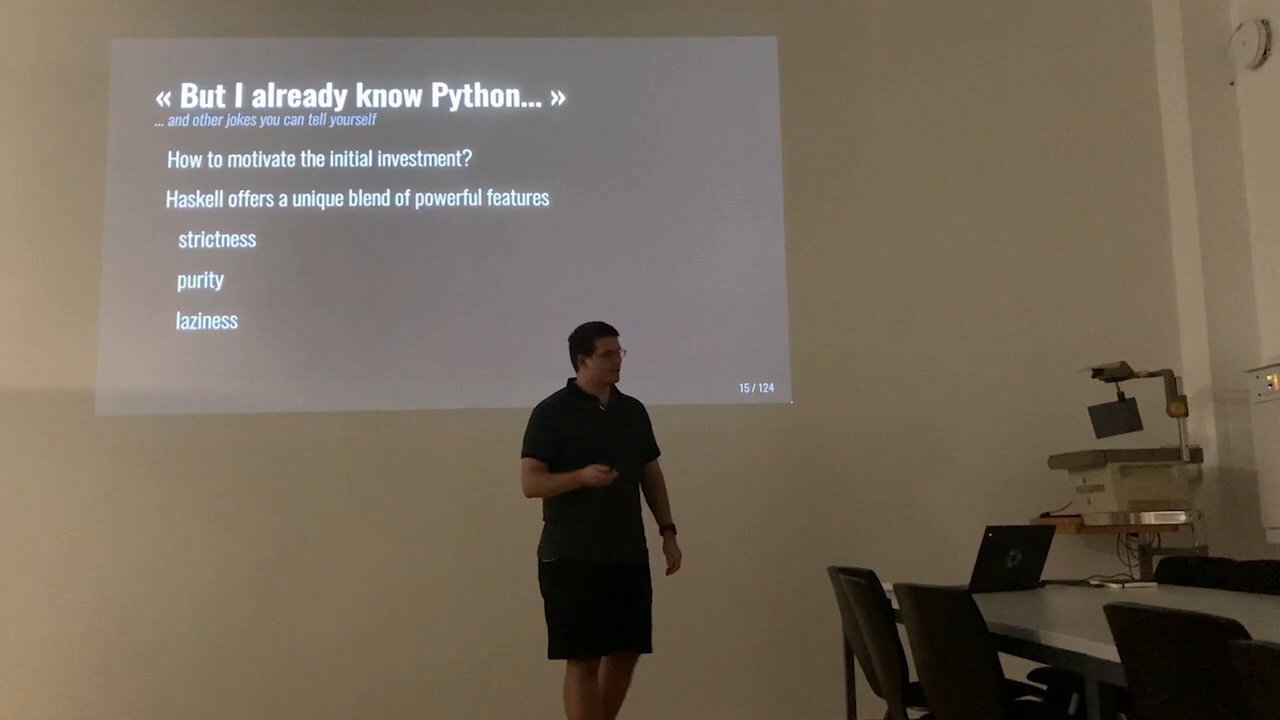 « But I already know Python... »
... and other jokes you can tell yourself
How to motivate the initial investment?
Haskell offers a unique blend of powerful features
strictness
purity
laziness
15 / 124